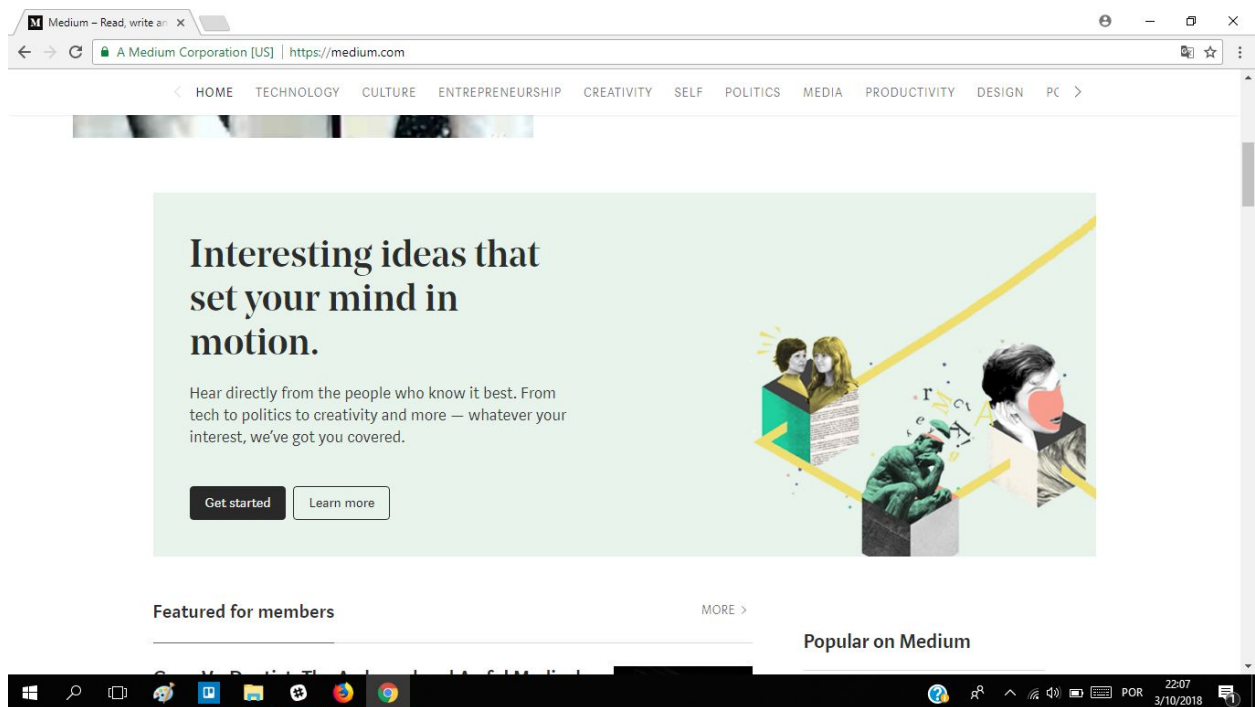 Medium – Read, write an
A Medium Corporation [US] | https://medium.com
HOME TECHNOLOGY CULTURE ENTREPRENEURSHIP CREATIVITY SELF POLITICS MEDIA PRODUCTIVITY DESIGN
Interesting ideas that
set your mind in
motion.
Hear directly from the people who know it best. From
tech to politics to creativity and more — whatever your
interest, we've got you covered.
Get started Learn more
Featured for members
MORE
Popular on Medium
POR
22:07
3/10/2018